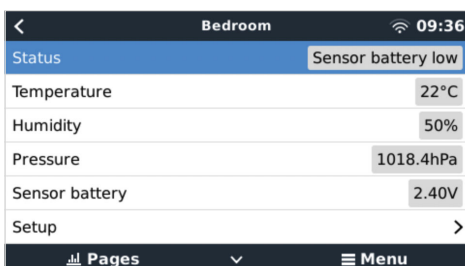 Bedroom 09:36
Status Sensor battery low
Temperature 22°C
Humidity 50%
Pressure 1018.4hPa
Sensor battery 2.40V
Setup
Pages Menu